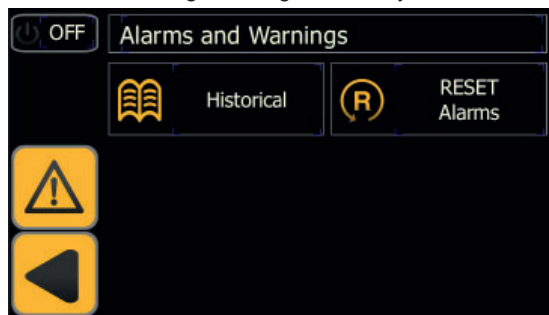 OFF
Alarms and Warnings
Historical
R
RESET
Alarms